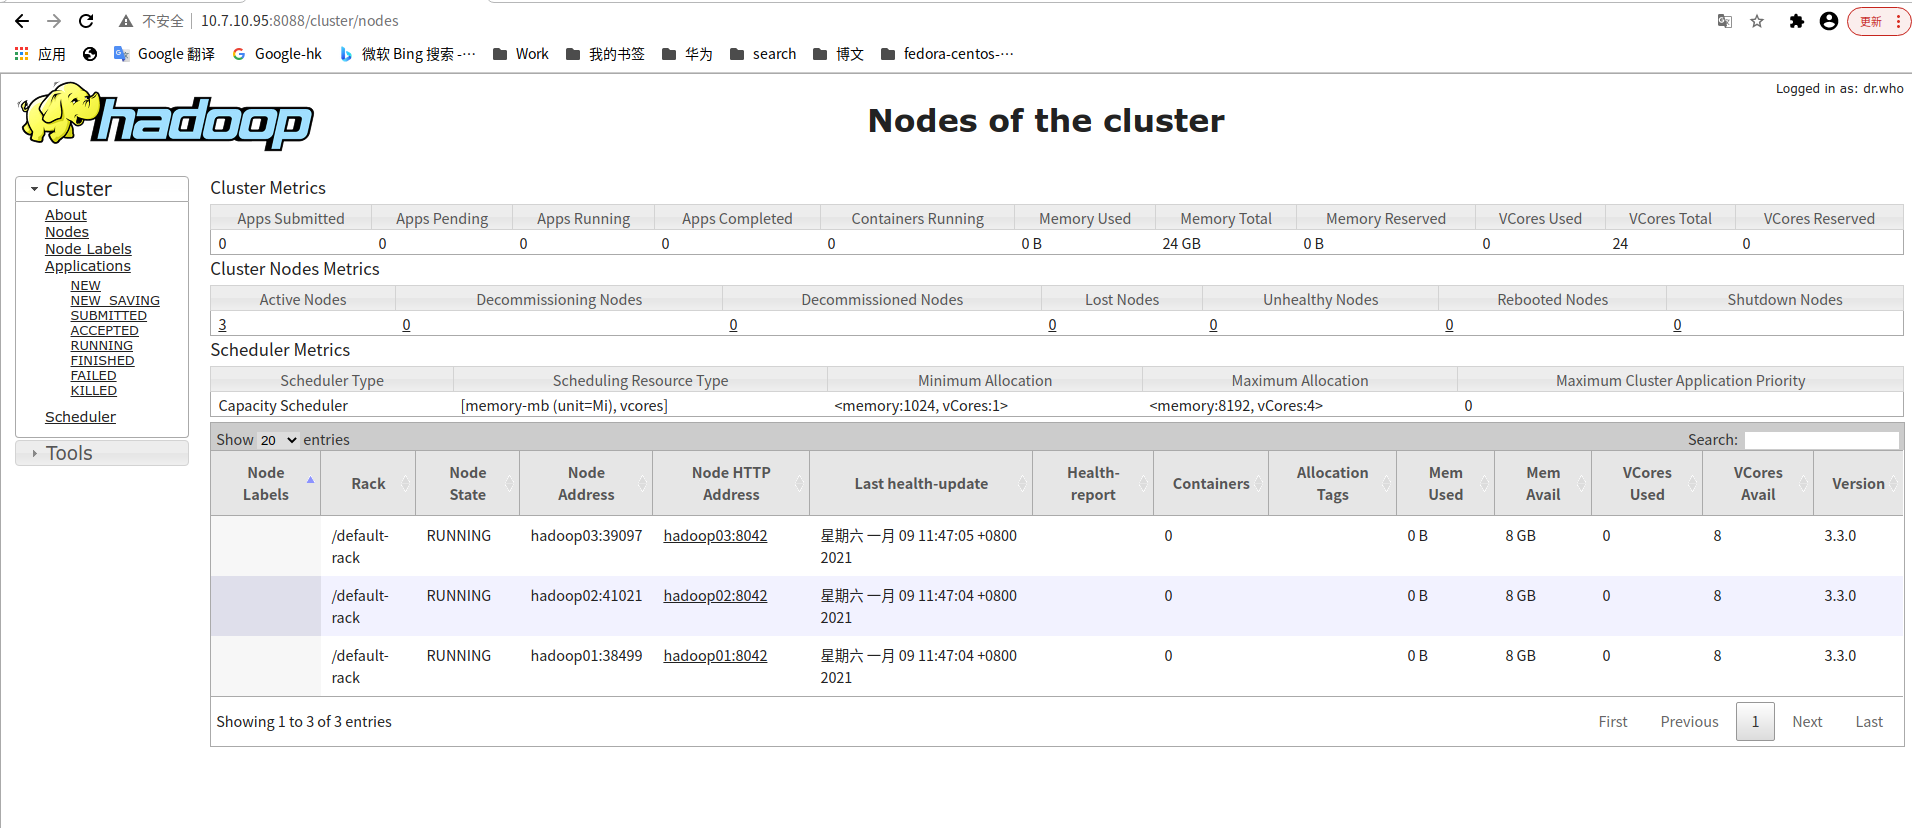 不安全 10.7.10.95:8088/cluster/nodes 更新
应用 Google 翻译 Google-hk 微软 Bing 搜索 -··· Work 我的书签 华为 search 博文 fedora-centos-···
hadoop
Logged in as: dr.who
Nodes of the cluster
Cluster
About
Nodes
Node Labels
Applications
NEW
NEW_SAVING
SUBMITTED
ACCEPTED
RUNNING
FINISHED
FAILED
KILLED
Scheduler
Tools
Cluster Metrics
Apps Submitted Apps Pending Apps Running Apps Completed Containers Running Memory Used Memory Total Memory Reserved VCores Used VCores Total VCores Reserved
0 0 0 0 0 0 B 24 GB 0 B 0 24 0
Cluster Nodes Metrics
Active Nodes Decommissioning Nodes Decommissioned Nodes Lost Nodes Unhealthy Nodes Rebooted Nodes Shutdown Nodes
3 0 0 0 0 0 0
Scheduler Metrics
Scheduler Type Scheduling Resource Type Minimum Allocation Maximum Allocation Maximum Cluster Application Priority
Capacity Scheduler [memory-mb (unit=Mi), vcores] <memory:1024, vCores:1> <memory:8192, vCores:4> 0
Show 20 entries Search:
Node Labels Rack Node State Node Address Node HTTP Address Last health-update Health-report Containers Allocation Tags Mem Used Mem Avail VCores Used VCores Avail Version
/default-rack RUNNING hadoop03:39097 hadoop03:8042 星期六 一月 09 11:47:05 +0800 2021 0 0 B 8 GB 0 8 3.3.0
/default-rack RUNNING hadoop02:41021 hadoop02:8042 星期六 一月 09 11:47:04 +0800 2021 0 0 B 8 GB 0 8 3.3.0
/default-rack RUNNING hadoop01:38499 hadoop01:8042 星期六 一月 09 11:47:04 +0800 2021 0 0 B 8 GB 0 8 3.3.0
Showing 1 to 3 of 3 entries First Previous 1 Next Last